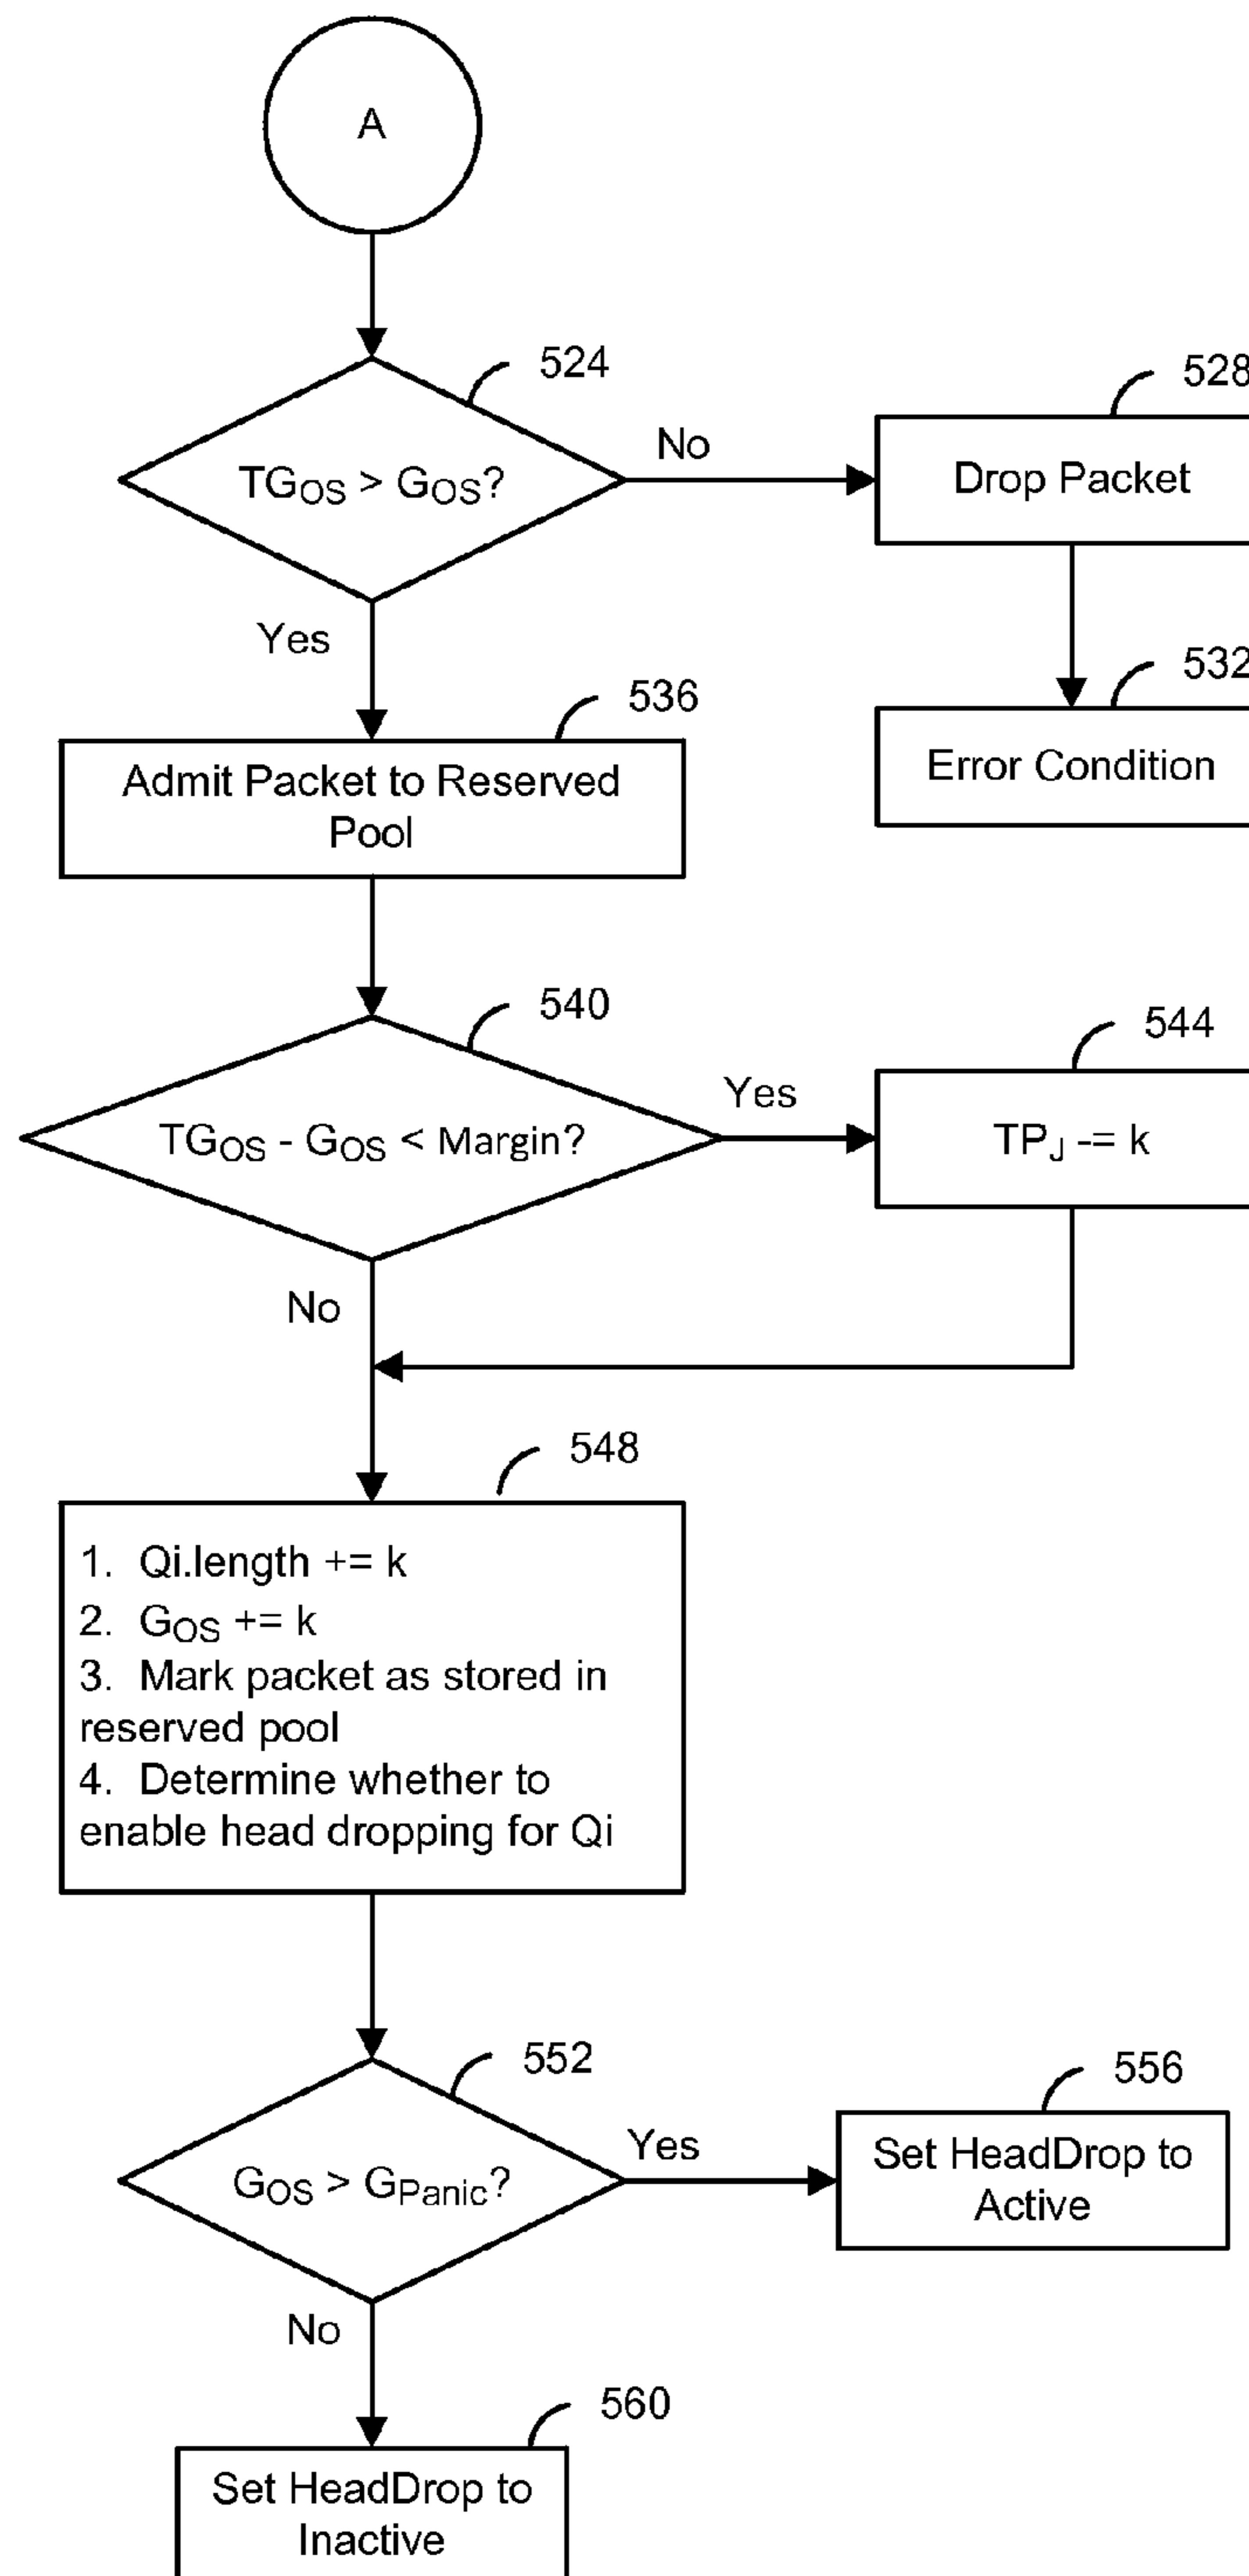 A
524
TGOS > GOS?
No
528
Drop Packet
Yes
532
Error Condition
536
Admit Packet to Reserved
Pool
540
TGOS - GOS < Margin?
Yes
544
TPJ -= k
No
548
1. Qi.length += k
2. GOS += k
3. Mark packet as stored in
reserved pool
4. Determine whether to
enable head dropping for Qi
552
GOS > GPanic?
Yes
556
Set HeadDrop to
Active
No
560
Set HeadDrop to
Inactive